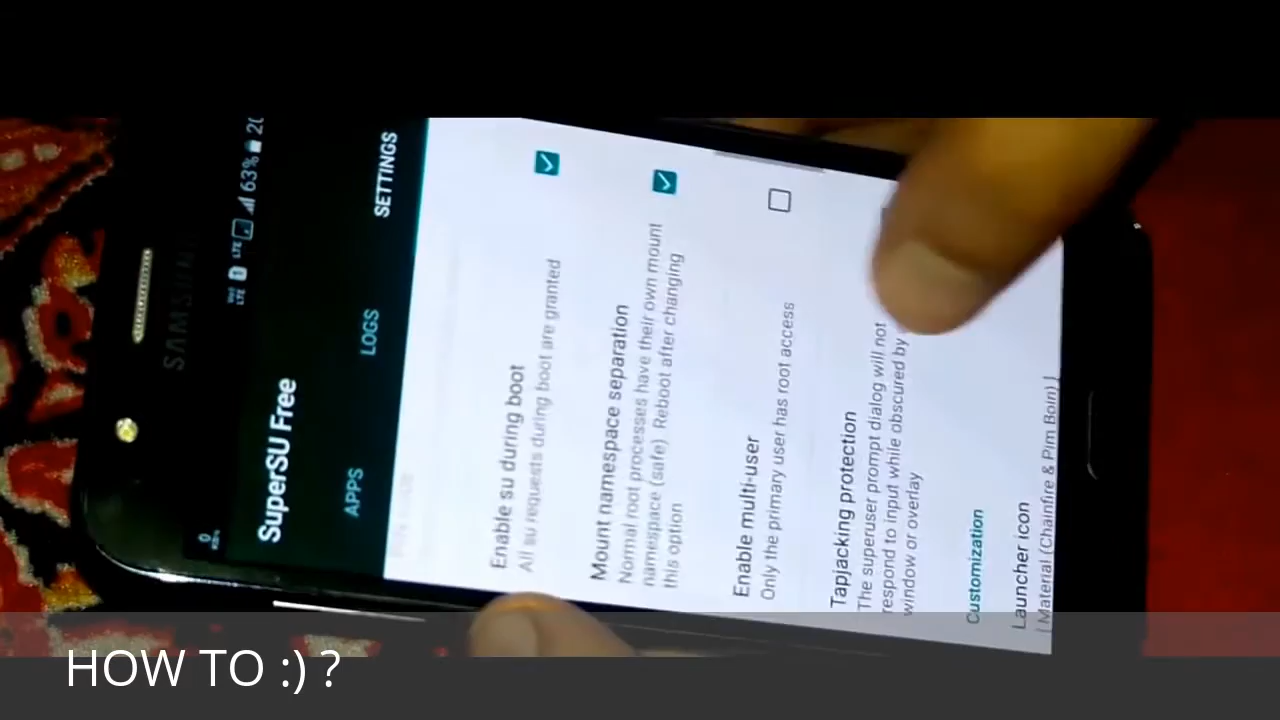 SAMSUNG
0
63%
SuperSU Free
APPS
LOGS
SETTINGS
Enable su during boot
All su requests during boot are granted
Mount namespace separation
Normal root processes have their own mount
namespace (safe) Reboot after changing
this option
Enable multi-user
Only the primary user has root access
Tapjacking protection
The superuser prompt dialog will not
respond to input while obscured by
window or overlay
Customization
Launcher icon
[ Material (Chainfire & Pim Boin) ]
HOW TO :) ?